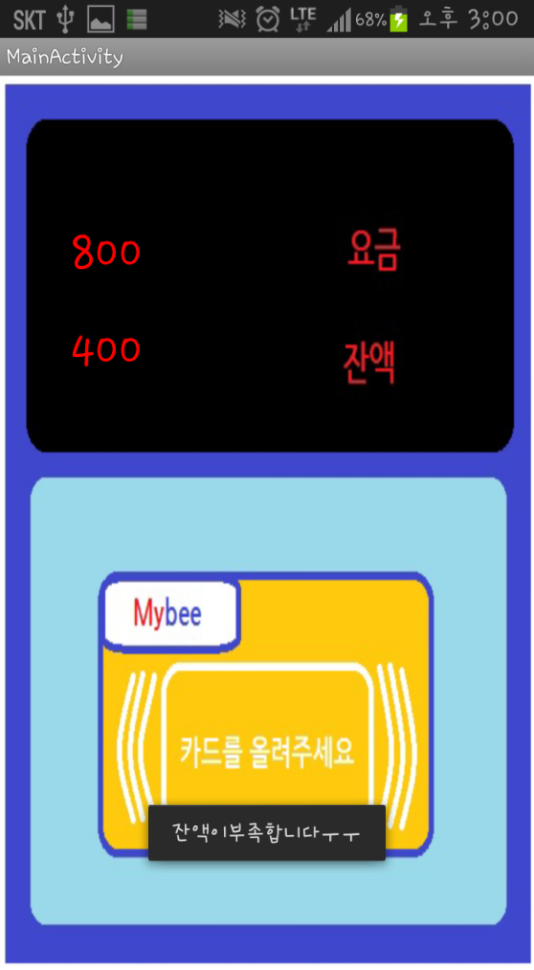 SKT LTE 68% 오후 3:00
MainActivity
800 요금
400 잔액
Mybee
카드를 올려주세요
잔액이부족합니다ㅜㅜ